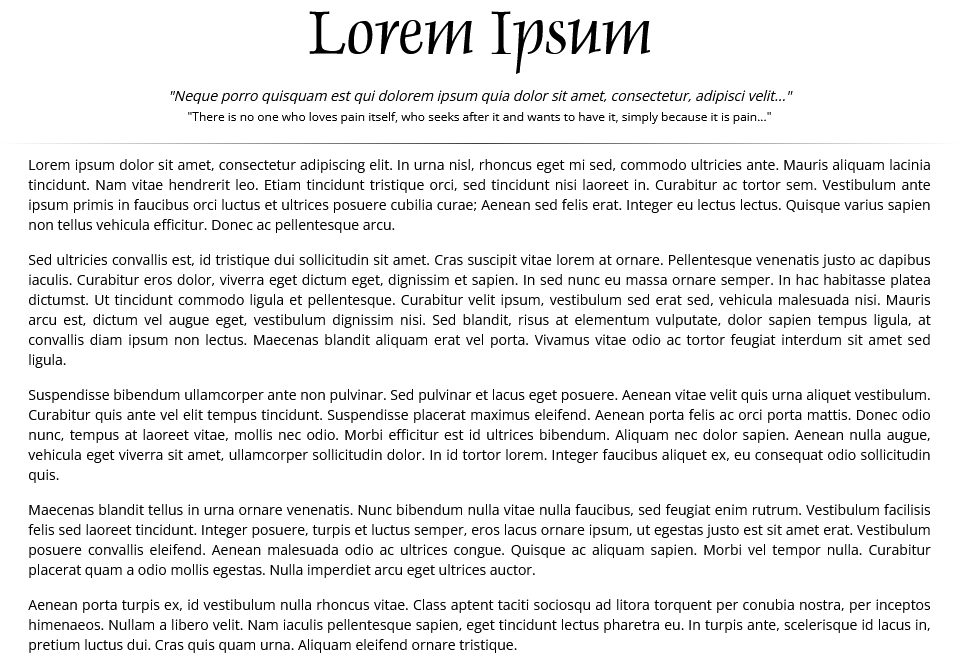 Lorem Ipsum
"Neque porro quisquam est qui dolorem ipsum quia dolor sit amet, consectetur, adipisci velit..."
"There is no one who loves pain itself, who seeks after it and wants to have it, simply because it is pain..."
Lorem ipsum dolor sit amet, consectetur adipiscing elit. In urna nisl, rhoncus eget mi sed, commodo ultricies ante. Mauris aliquam lacinia
tincidunt. Nam vitae hendrerit leo. Etiam tincidunt tristique orci, sed tincidunt nisi laoreet in. Curabitur ac tortor sem. Vestibulum ante
ipsum primis in faucibus orci luctus et ultrices posuere cubilia curae; Aenean sed felis erat. Integer eu lectus lectus. Quisque varius sapien
non tellus vehicula efficitur. Donec ac pellentesque arcu.
Sed ultricies convallis est, id tristique dui sollicitudin sit amet. Cras suscipit vitae lorem at ornare. Pellentesque venenatis justo ac dapibus
iaculis. Curabitur eros dolor, viverra eget dictum eget, dignissim et sapien. In sed nunc eu massa ornare semper. In hac habitasse platea
dictumst. Ut tincidunt commodo ligula et pellentesque. Curabitur velit ipsum, vestibulum sed erat sed, vehicula malesuada nisi. Mauris
arcu est, dictum vel augue eget, vestibulum dignissim nisi. Sed blandit, risus at elementum vulputate, dolor sapien tempus ligula, at
convallis diam ipsum non lectus. Maecenas blandit aliquam erat vel porta. Vivamus vitae odio ac tortor feugiat interdum sit amet sed
ligula.
Suspendisse bibendum ullamcorper ante non pulvinar. Sed pulvinar et lacus eget posuere. Aenean vitae velit quis urna aliquet vestibulum.
Curabitur quis ante vel elit tempus tincidunt. Suspendisse placerat maximus eleifend. Aenean porta felis ac orci porta mattis. Donec odio
nunc, tempus at laoreet vitae, mollis nec odio. Morbi efficitur est id ultrices bibendum. Aliquam nec dolor sapien. Aenean nulla augue,
vehicula eget viverra sit amet, ullamcorper sollicitudin dolor. In id tortor lorem. Integer faucibus aliquet ex, eu consequat odio sollicitudin
quis.
Maecenas blandit tellus in urna ornare venenatis. Nunc bibendum nulla vitae nulla faucibus, sed feugiat enim rutrum. Vestibulum facilisis
felis sed laoreet tincidunt. Integer posuere, turpis et luctus semper, eros lacus ornare ipsum, ut egestas justo est sit amet erat. Vestibulum
posuere convallis eleifend. Aenean malesuada odio ac ultrices congue. Quisque ac aliquam sapien. Morbi vel tempor nulla. Curabitur
placerat quam a odio mollis egestas. Nulla imperdiet arcu eget ultrices auctor.
Aenean porta turpis ex, id vestibulum nulla rhoncus vitae. Class aptent taciti sociosqu ad litora torquent per conubia nostra, per inceptos
himenaeos. Nullam a libero velit. Nam iaculis pellentesque sapien, eget tincidunt lectus pharetra eu. In turpis ante, scelerisque id lacus in,
pretium luctus dui. Cras quis quam urna. Aliquam eleifend ornare tristique.